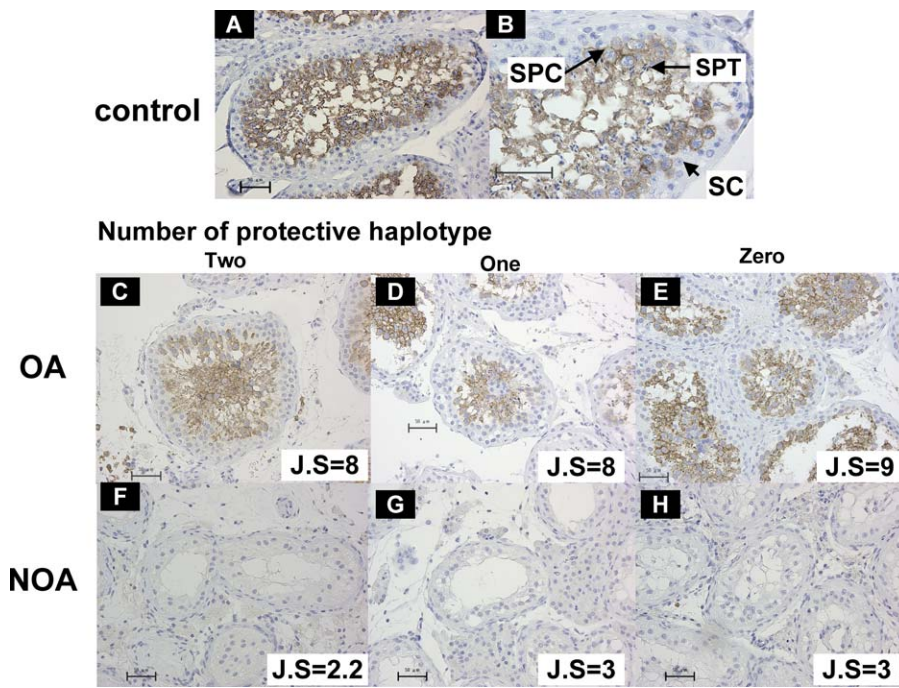 A
B
SPC
SPT
control
SC
Number of protective haplotype
Two
One
Zero
C
D
E
OA
J.S=8
J.S=8
J.S=9
F
G
H
NOA
J.S=2.2
J.S=3
J.S=3